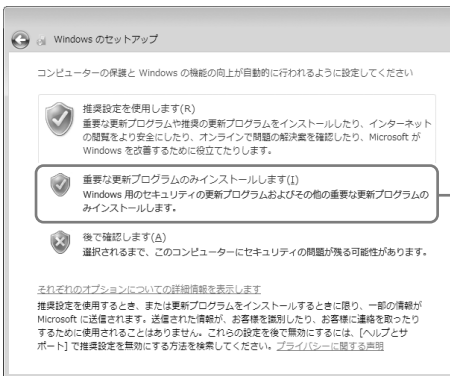 Windows のセットアップ
コンピューターの保護と Windows の機能の向上が自動的に行われるように設定してください
推奨設定を使用します(R)
重要な更新プログラムや推奨の更新プログラムをインストールしたり、インターネット
の閲覧をより安全にしたり、オンラインで問題の解決策を確認したり、Microsoft が
Windows を改善するために役立てたりします。
重要な更新プログラムのみインストールします(I)
Windows 用のセキュリティの更新プログラムおよびその他の重要な更新プログラムの
みインストールします。
後で確認します(A)
選択されるまで、このコンピューターにセキュリティの問題が残る可能性があります。
それぞれのオプションについての詳細情報を表示します
推奨設定を使用するとき、または更新プログラムをインストールするときに限り、一部の情報が
Microsoft に送信されます。送信された情報が、お客様を識別したり、お客様に連絡を取ったり
するために使用されることはありません。これらの設定を後で無効にするには、[ヘルプとサ
ポート] で推奨設定を無効にする方法を検索してください。プライバシーに関する声明